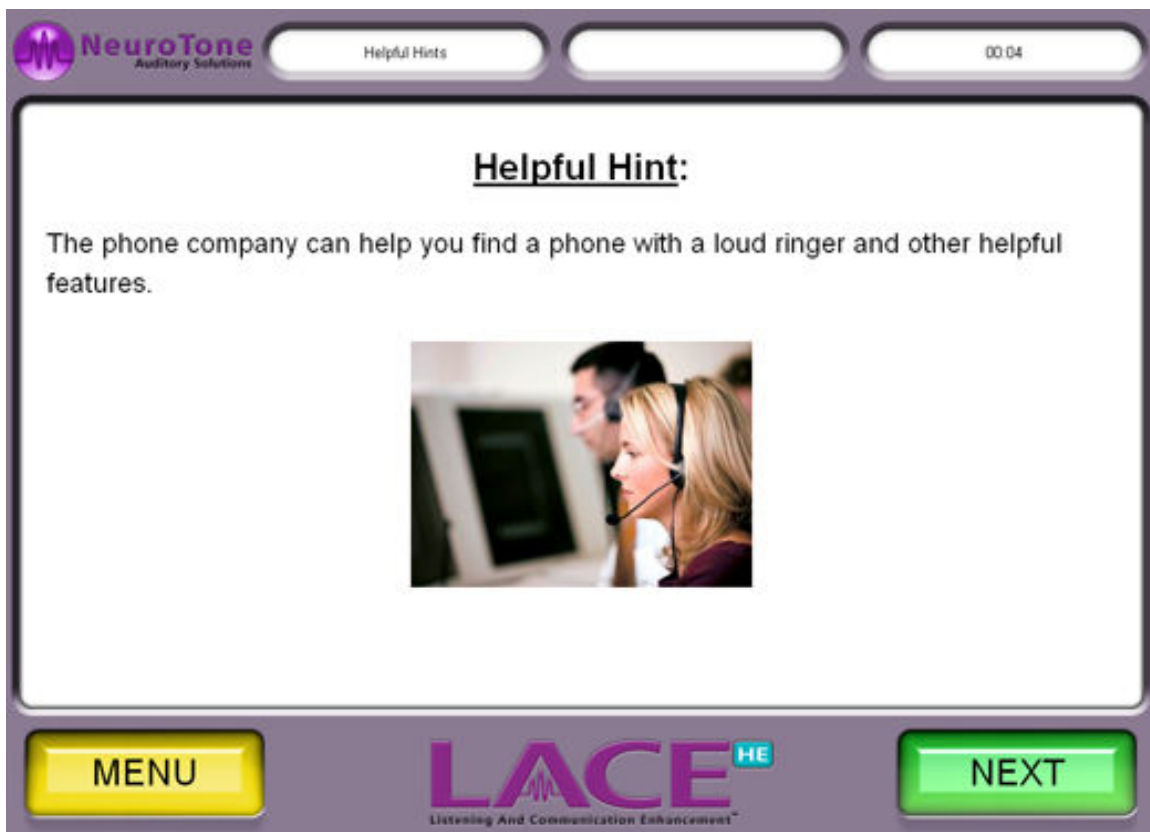 NeuroTone
Auditory Solutions
Helpful Hints
00:04
Helpful Hint:
The phone company can help you find a phone with a loud ringer and other helpful
features.
MENU
LACE HE
Listening And Communication Enhancement™
NEXT